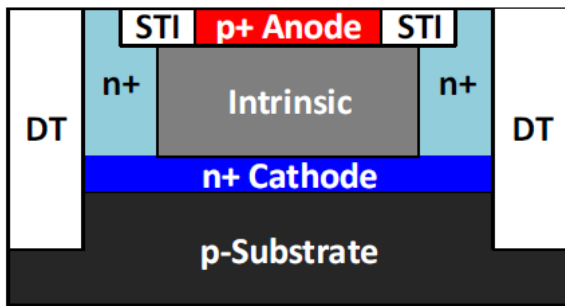 STI p+ Anode STI
n+ Intrinsic n+
DT DT
n+ Cathode
p-Substrate